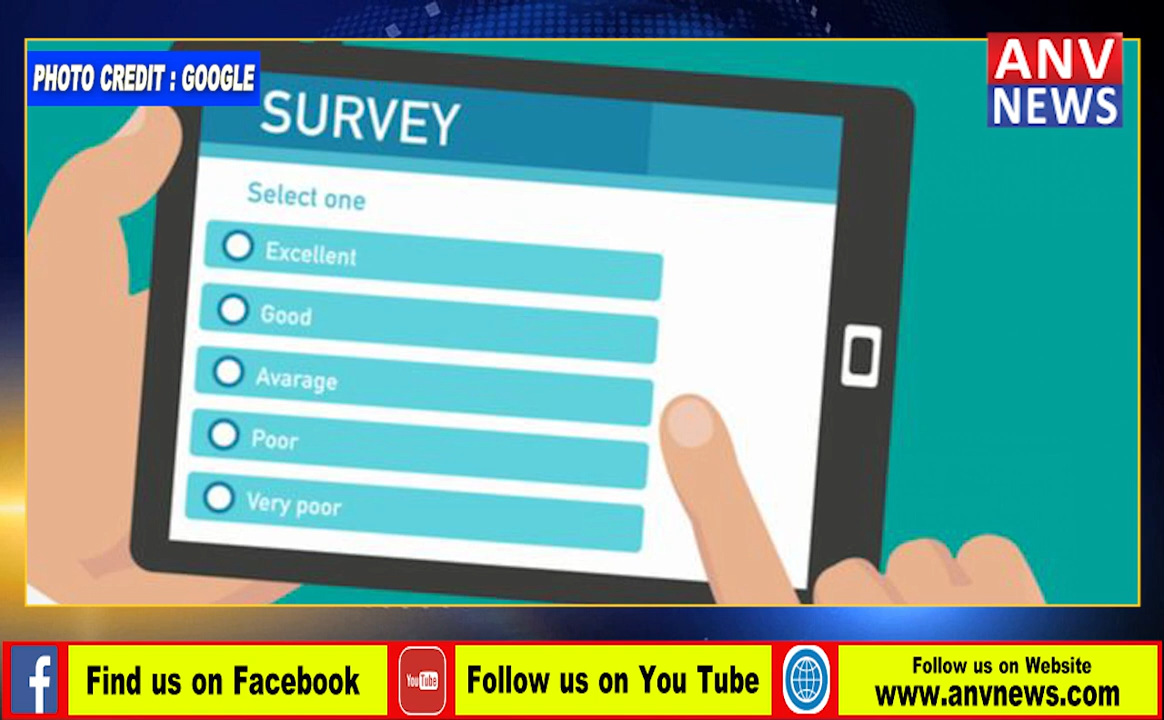 PHOTO CREDIT : GOOGLE
ANV
NEWS
SURVEY
Select one
Excellent
Good
Avarage
Poor
Very poor
f
Find us on Facebook
You Tube
Follow us on You Tube
Follow us on Website
www.anvnews.com